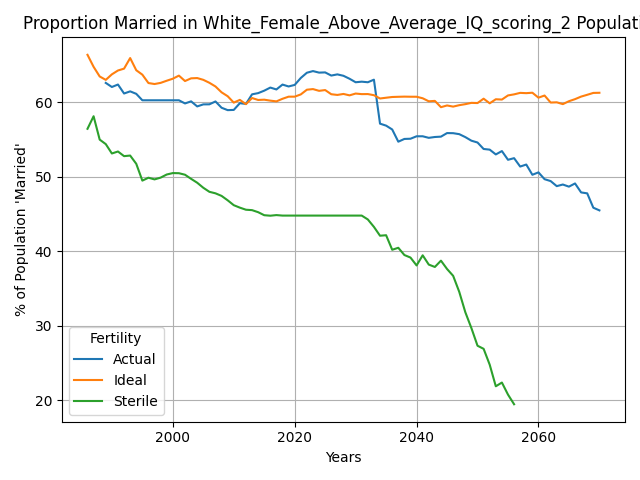 Proportion Married in White_Female_Above_Average_IQ_scoring_2 Populati
% of Population 'Married'
60
50
40
30
20
Fertility
Actual
Ideal
Sterile
2000 2020 2040 2060
Years